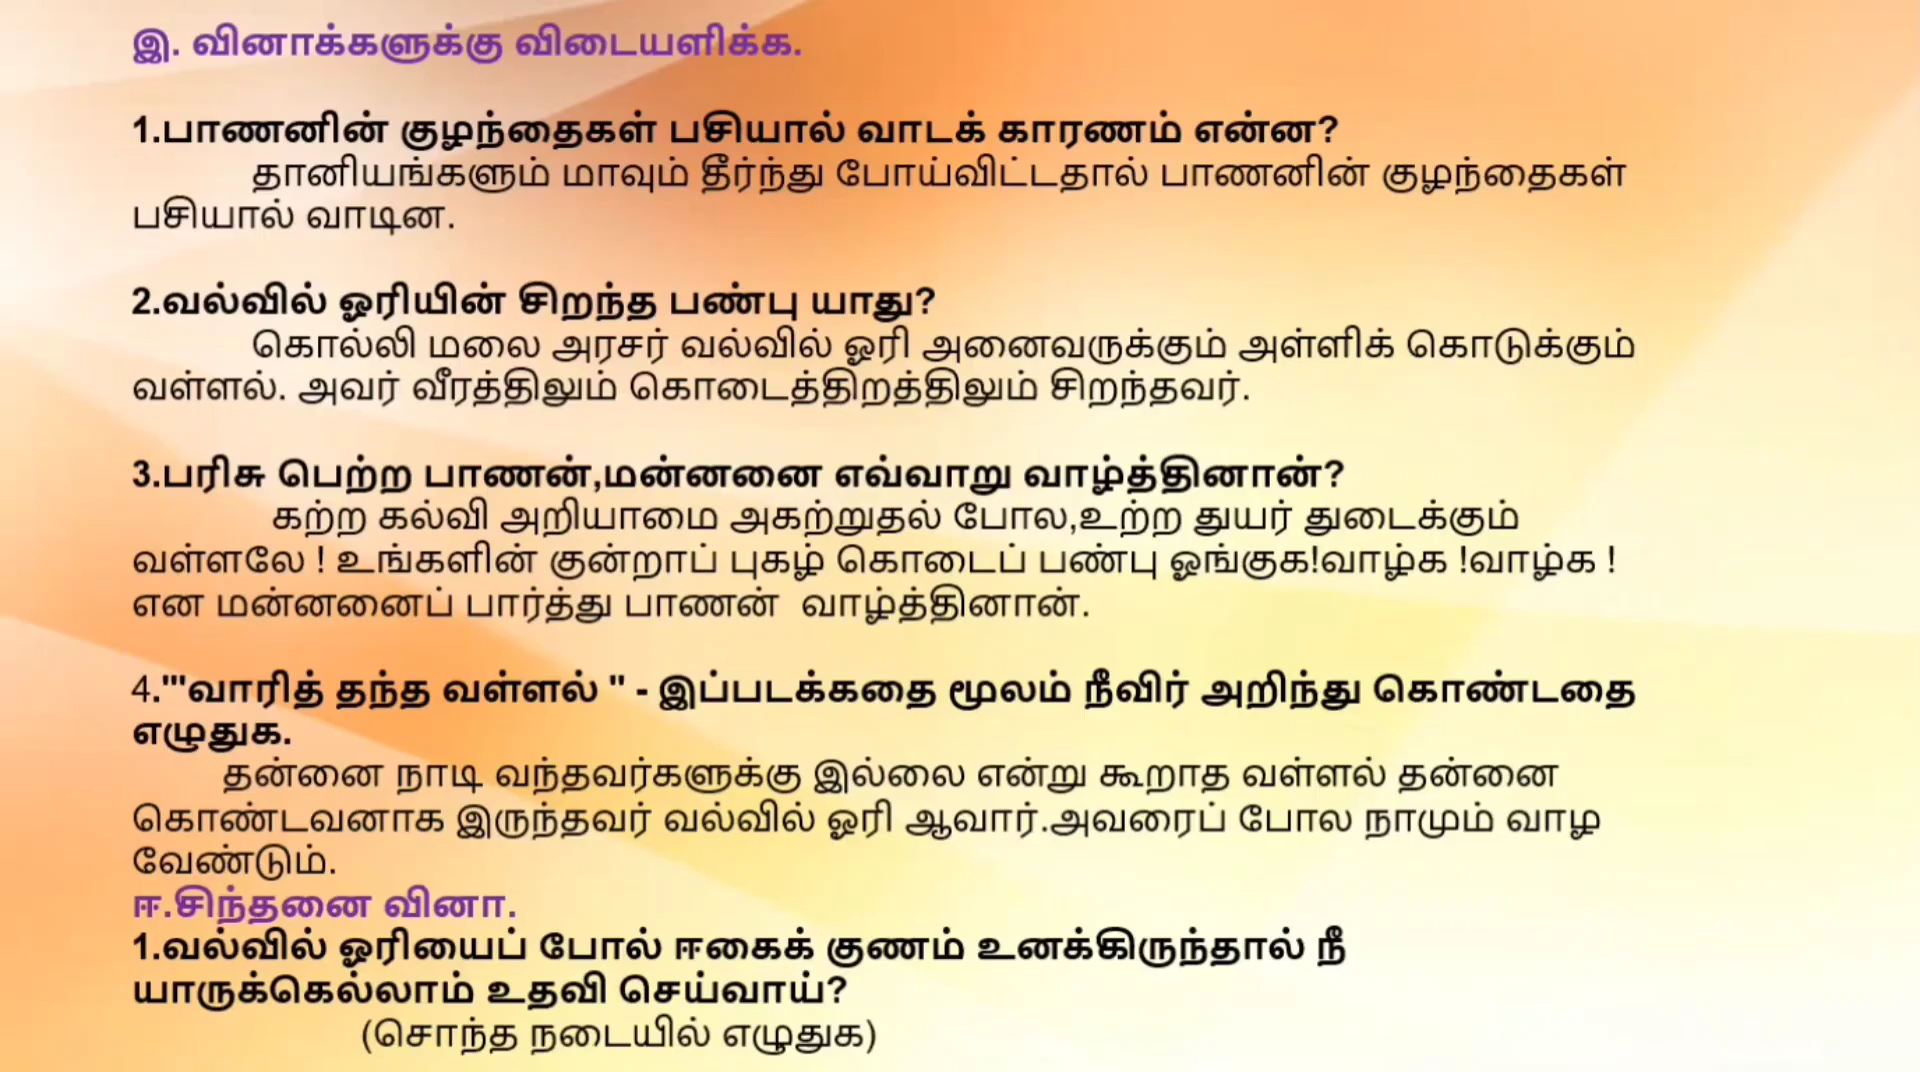 இ. வினாக்களுக்கு விடையளிக்க.
1.பாணனின் குழந்தைகள் பசியால் வாடக் காரணம் என்ன?
தானியங்களும் மாவும் தீர்ந்து போய்விட்டதால் பாணனின் குழந்தைகள்
பசியால் வாடின.
2.வல்வில் ஓரியின் சிறந்த பண்பு யாது?
கொல்லி மலை அரசர் வல்வில் ஓரி அனைவருக்கும் அள்ளிக் கொடுக்கும்
வள்ளல். அவர் வீரத்திலும் கொடைத்திறத்திலும் சிறந்தவர்.
3.பரிசு பெற்ற பாணன்,மன்னனை எவ்வாறு வாழ்த்தினான்?
கற்ற கல்வி அறியாமை அகற்றுதல் போல,உற்ற துயர் துடைக்கும்
வள்ளலே ! உங்களின் குன்றாப் புகழ் கொடைப் பண்பு ஓங்குக!வாழ்க !வாழ்க !
என மன்னனைப் பார்த்து பாணன் வாழ்த்தினான்.
4."'வாரித் தந்த வள்ளல் " - இப்படக்கதை மூலம் நீவிர் அறிந்து கொண்டதை
எழுதுக.
தன்னை நாடி வந்தவர்களுக்கு இல்லை என்று கூறாத வள்ளல் தன்னை
கொண்டவனாக இருந்தவர் வல்வில் ஓரி ஆவார்.அவரைப் போல நாமும் வாழ
வேண்டும்.
ஈ.சிந்தனை வினா.
1.வல்வில் ஓரியைப் போல் ஈகைக் குணம் உனக்கிருந்தால் நீ
யாருக்கெல்லாம் உதவி செய்வாய்?
(சொந்த நடையில் எழுதுக)